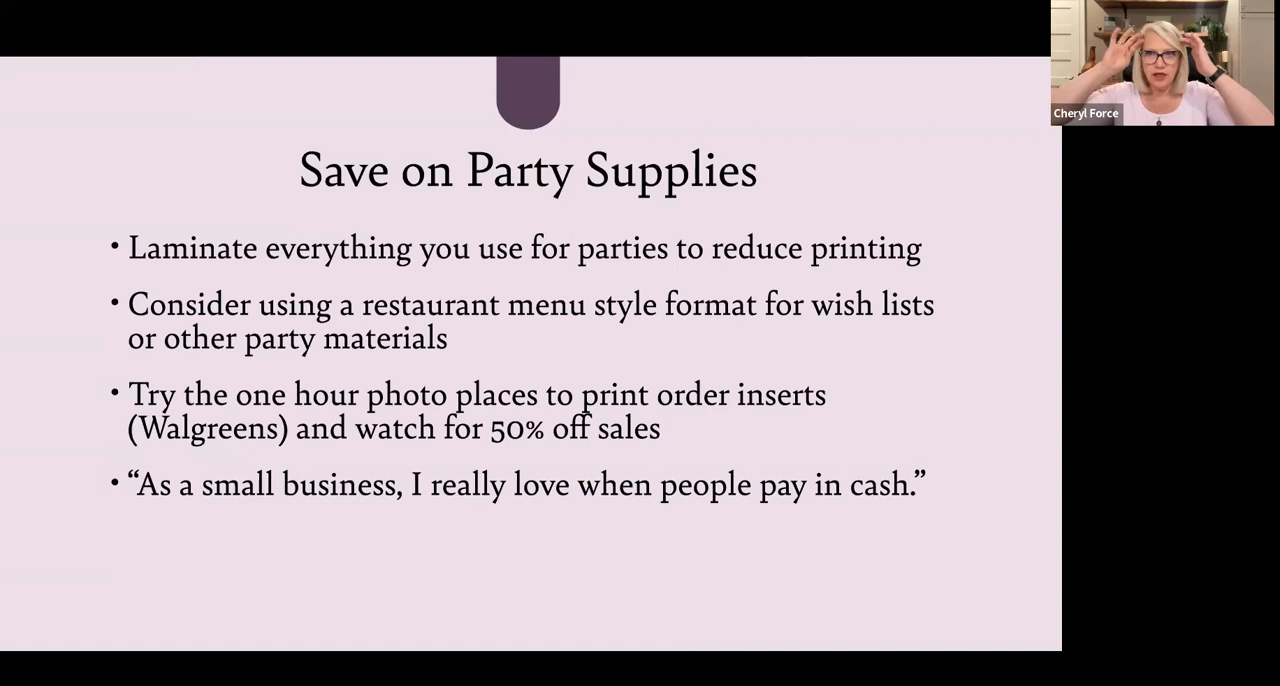 Save on Party Supplies
• Laminate everything you use for parties to reduce printing
• Consider using a restaurant menu style format for wish lists
or other party materials
• Try the one hour photo places to print order inserts
(Walgreens) and watch for 50% off sales
• “As a small business, I really love when people pay in cash.”
Cheryl Force